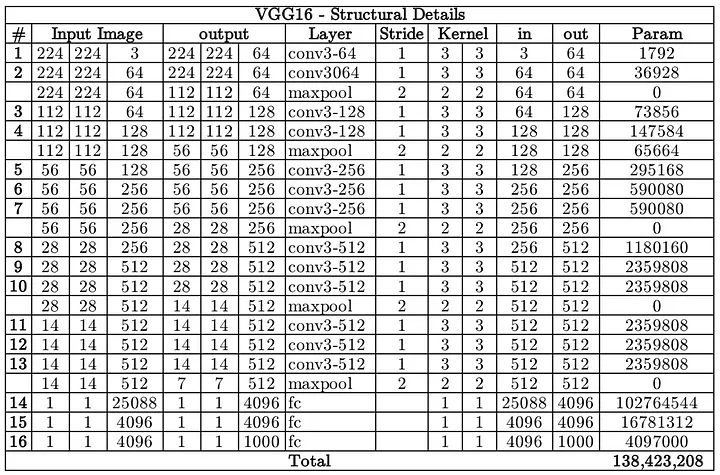 VGG16 - Structural Details
# Input Image output Layer Stride Kernel in out Param
1 224 224 3 224 224 64 conv3-64 1 3 3 3 64 1792
2 224 224 64 224 224 64 conv3064 1 3 3 64 64 36928
224 224 64 112 112 64 maxpool 2 2 2 64 64 0
3 112 112 64 112 112 128 conv3-128 1 3 3 64 128 73856
4 112 112 128 112 112 128 conv3-128 1 3 3 128 128 147584
112 112 128 56 56 128 maxpool 2 2 2 128 128 65664
5 56 56 128 56 56 256 conv3-256 1 3 3 128 256 295168
6 56 56 256 56 56 256 conv3-256 1 3 3 256 256 590080
7 56 56 256 56 56 256 conv3-256 1 3 3 256 256 590080
56 56 256 28 28 256 maxpool 2 2 2 256 256 0
8 28 28 256 28 28 512 conv3-512 1 3 3 256 512 1180160
9 28 28 512 28 28 512 conv3-512 1 3 3 512 512 2359808
10 28 28 512 28 28 512 conv3-512 1 3 3 512 512 2359808
28 28 512 14 14 512 maxpool 2 2 2 512 512 0
11 14 14 512 14 14 512 conv3-512 1 3 3 512 512 2359808
12 14 14 512 14 14 512 conv3-512 1 3 3 512 512 2359808
13 14 14 512 14 14 512 conv3-512 1 3 3 512 512 2359808
14 14 512 7 7 512 maxpool 2 2 2 512 512 0
14 1 1 25088 1 1 4096 fc 1 1 25088 4096 102764544
15 1 1 4096 1 1 4096 fc 1 1 4096 4096 16781312
16 1 1 4096 1 1 1000 fc 1 1 4096 1000 4097000
Total 138,423,208